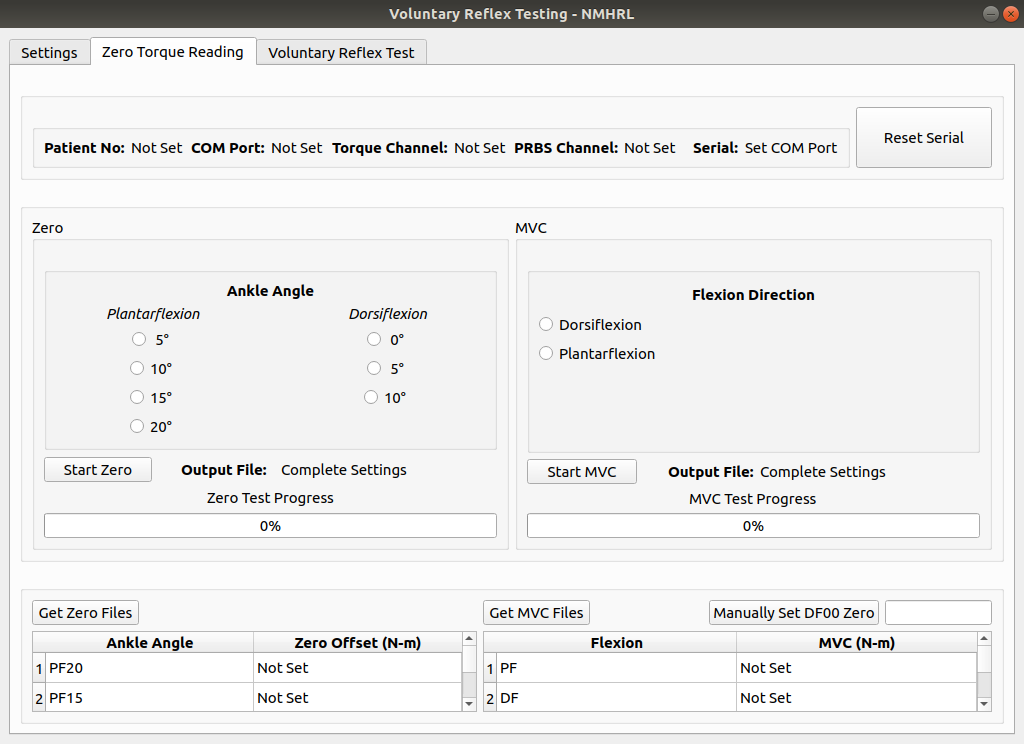 Voluntary Reflex Testing - NMHRL
Settings Zero Torque Reading Voluntary Reflex Test
Patient No: Not Set COM Port: Not Set Torque Channel: Not Set PRBS Channel: Not Set Serial: Set COM Port
Reset Serial
Zero
Ankle Angle
Plantarflexion Dorsiflexion
5° 0°
10° 5°
15° 10°
20°
Start Zero Output File: Complete Settings
Zero Test Progress
0%
MVC
Flexion Direction
Dorsiflexion
Plantarflexion
Start MVC Output File: Complete Settings
MVC Test Progress
0%
Get Zero Files
Ankle Angle Zero Offset (N-m)
1 PF20 Not Set
2 PF15 Not Set
Get MVC Files Manually Set DF00 Zero
Flexion MVC (N-m)
1 PF Not Set
2 DF Not Set